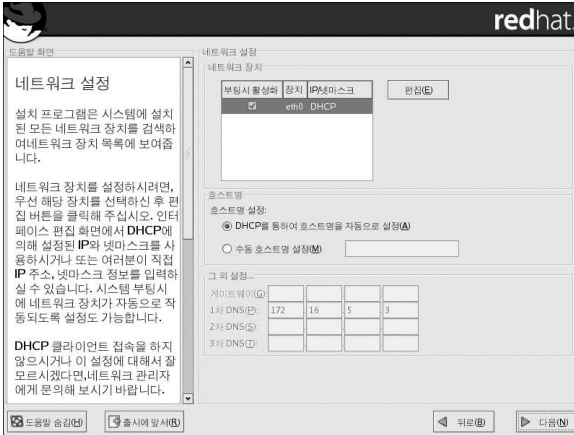 redhat.
도움말 화면
네트워크 설정
설치 프로그램은 시스템에 설치
된 모든 네트워크 장치를 검색하
여네트워크 장치 목록에 보여줍
니다.
네트워크 장치를 설정하시려면,
우선 해당 장치를 선택하신 후 편
집 버튼을 클릭해 주십시오. 인터
페이스 편집 화면에서 DHCP에
의해 설정된 IP와 넷마스크를 사
용하시거나 또는 여러분이 직접
IP 주소, 넷마스크 정보를 입력하
실 수 있습니다. 시스템 부팅시
에 네트워크 장치가 자동으로 작
동되도록 설정도 가능합니다.
DHCP 클라이언트 접속을 하지
않으시거나 이 설정에 대해서 잘
모르시겠다면,네트워크 관리자
에게 문의해 보시기 바랍니다.
네트워크 설정
네트워크 장치
부팅시 활성화 장치 IP/넷마스크
eth0 DHCP
편집(E)
호스트명
호스트명 설정:
DHCP를 통하여 호스트명을 자동으로 설정(A)
수동 호스트명 설정(M)
그 외 설정...
게이트웨이(G):
1차 DNS(P): 172 . 16 . 5 . 3
2차 DNS(S):
3차 DNS(T):
도움말 숨김(H)
출시에 앞서(R)
뒤로(B)
다음(N)